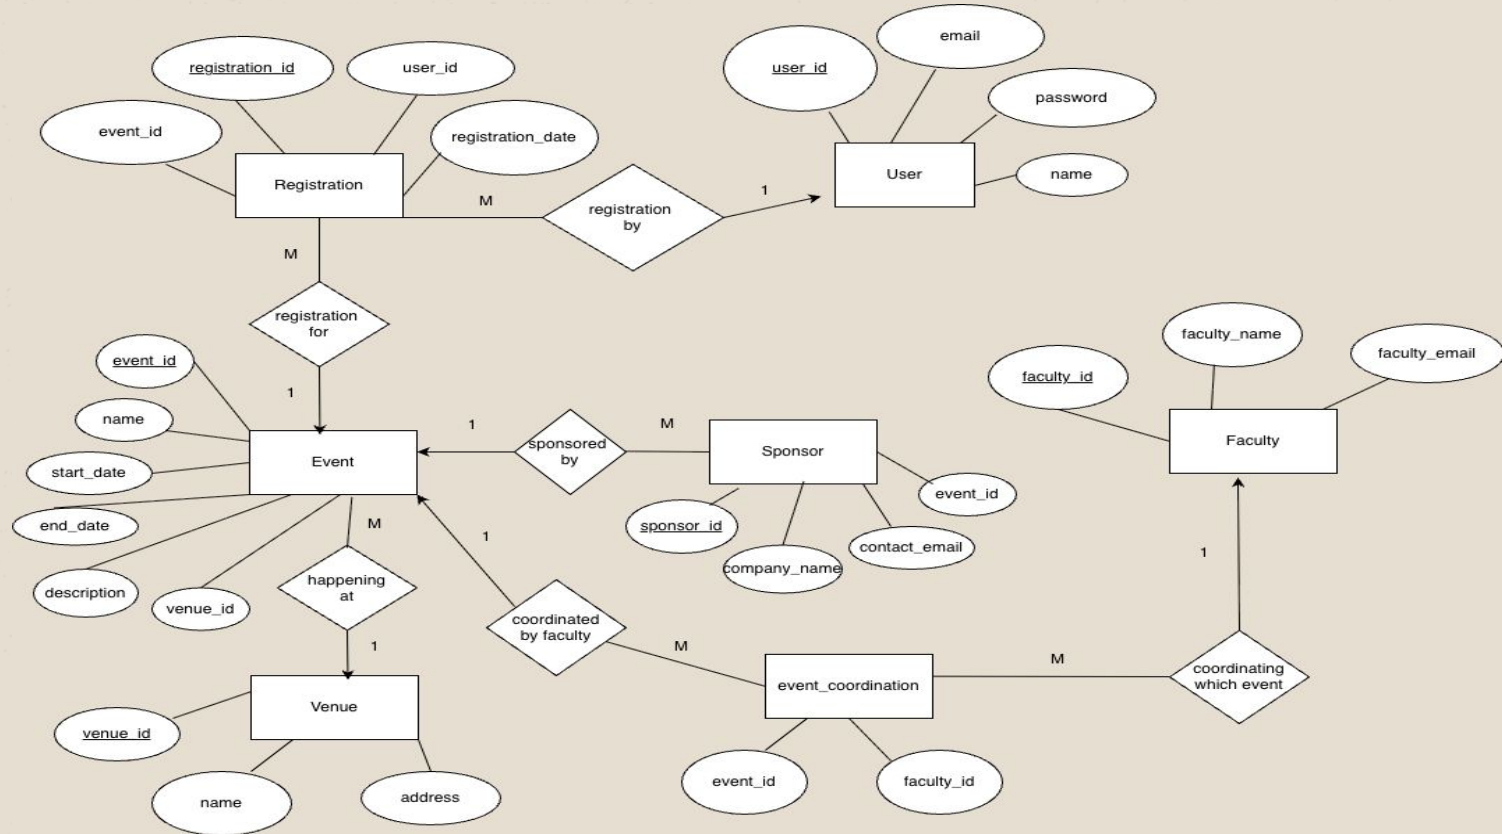 email
registration_id
user_id
user_id
password
event_id
registration_date
Registration
User
name
M
1
registration
by
M
registration
for
faculty_name
event_id
faculty_email
faculty_id
1
name
1
M
sponsored
by
Sponsor
Faculty
Event
start_date
event_id
end_date
M
sponsor_id
1
contact_email
1
company_name
happening
at
description
venue_id
coordinated
by faculty
M
M
coordinating
which event
1
event_coordination
Venue
venue_id
event_id
faculty_id
name
address